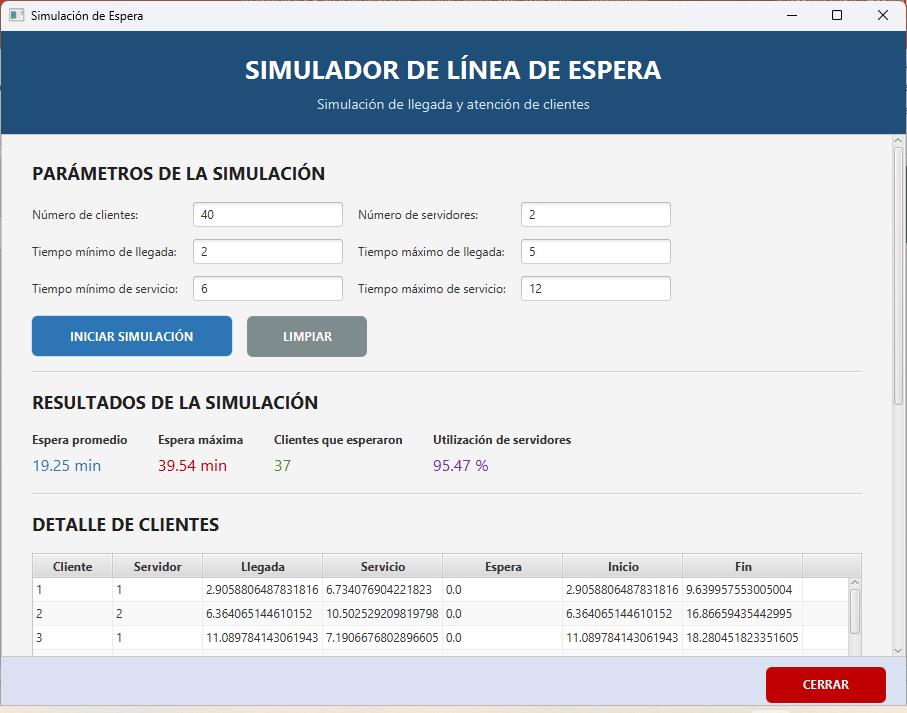 Simulación de Espera
SIMULADOR DE LÍNEA DE ESPERA
Simulación de llegada y atención de clientes
PARÁMETROS DE LA SIMULACIÓN
Número de clientes: 40 Número de servidores: 2
Tiempo mínimo de llegada: 2 Tiempo máximo de llegada: 5
Tiempo mínimo de servicio: 6 Tiempo máximo de servicio: 12
INICIAR SIMULACIÓN LIMPIAR
RESULTADOS DE LA SIMULACIÓN
Espera promedio Espera máxima Clientes que esperaron Utilización de servidores
19.25 min 39.54 min 37 95.47 %
DETALLE DE CLIENTES
Cliente Servidor Llegada Servicio Espera Inicio Fin
1 1 2.9058806487831816 6.734076904221823 0.0 2.9058806487831816 9.639957553005004
2 2 6.364065144610152 10.502529209819798 0.0 6.364065144610152 16.86659435442995
3 1 11.089784143061943 7.1906676802896605 0.0 11.089784143061943 18.280451823351605
CERRAR